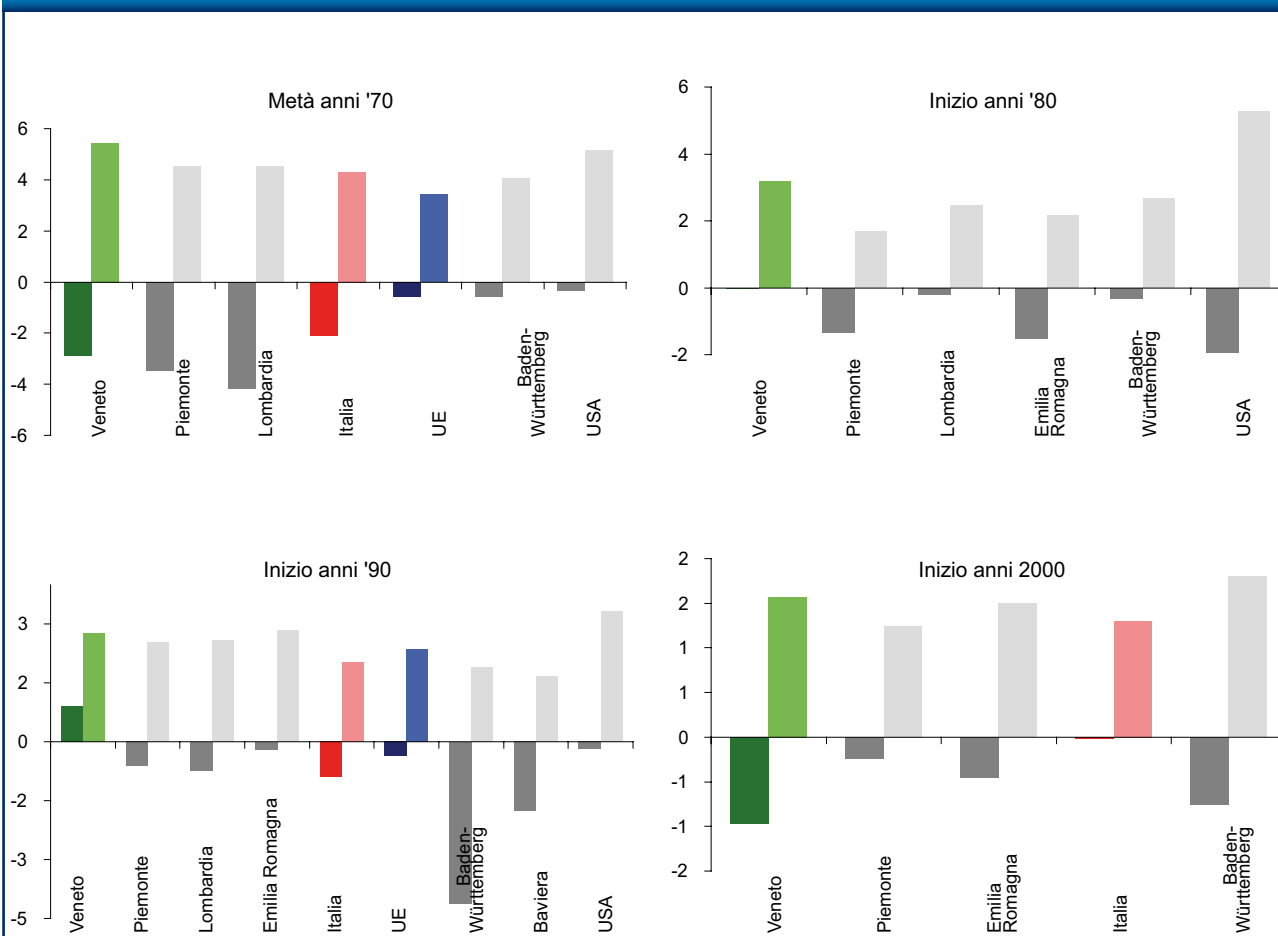 Metà anni '70
6
4
2
0
-2
-4
-6
Veneto
Piemonte
Lombardia
Italia
UE
Baden-
Württemberg
USA
Inizio anni '80
6
4
2
0
-2
Veneto
Piemonte
Lombardia
Emilia
Romagna
Baden-
Württemberg
USA
Inizio anni '90
3
2
0
-2
-3
-5
Veneto
Piemonte
Lombardia
Emilia Romagna
Italia
UE
Baden-
Württemberg
Baviera
USA
Inizio anni 2000
2
2
1
1
0
-1
-1
-2
Veneto
Piemonte
Emilia
Romagna
Italia
Baden-
Württemberg